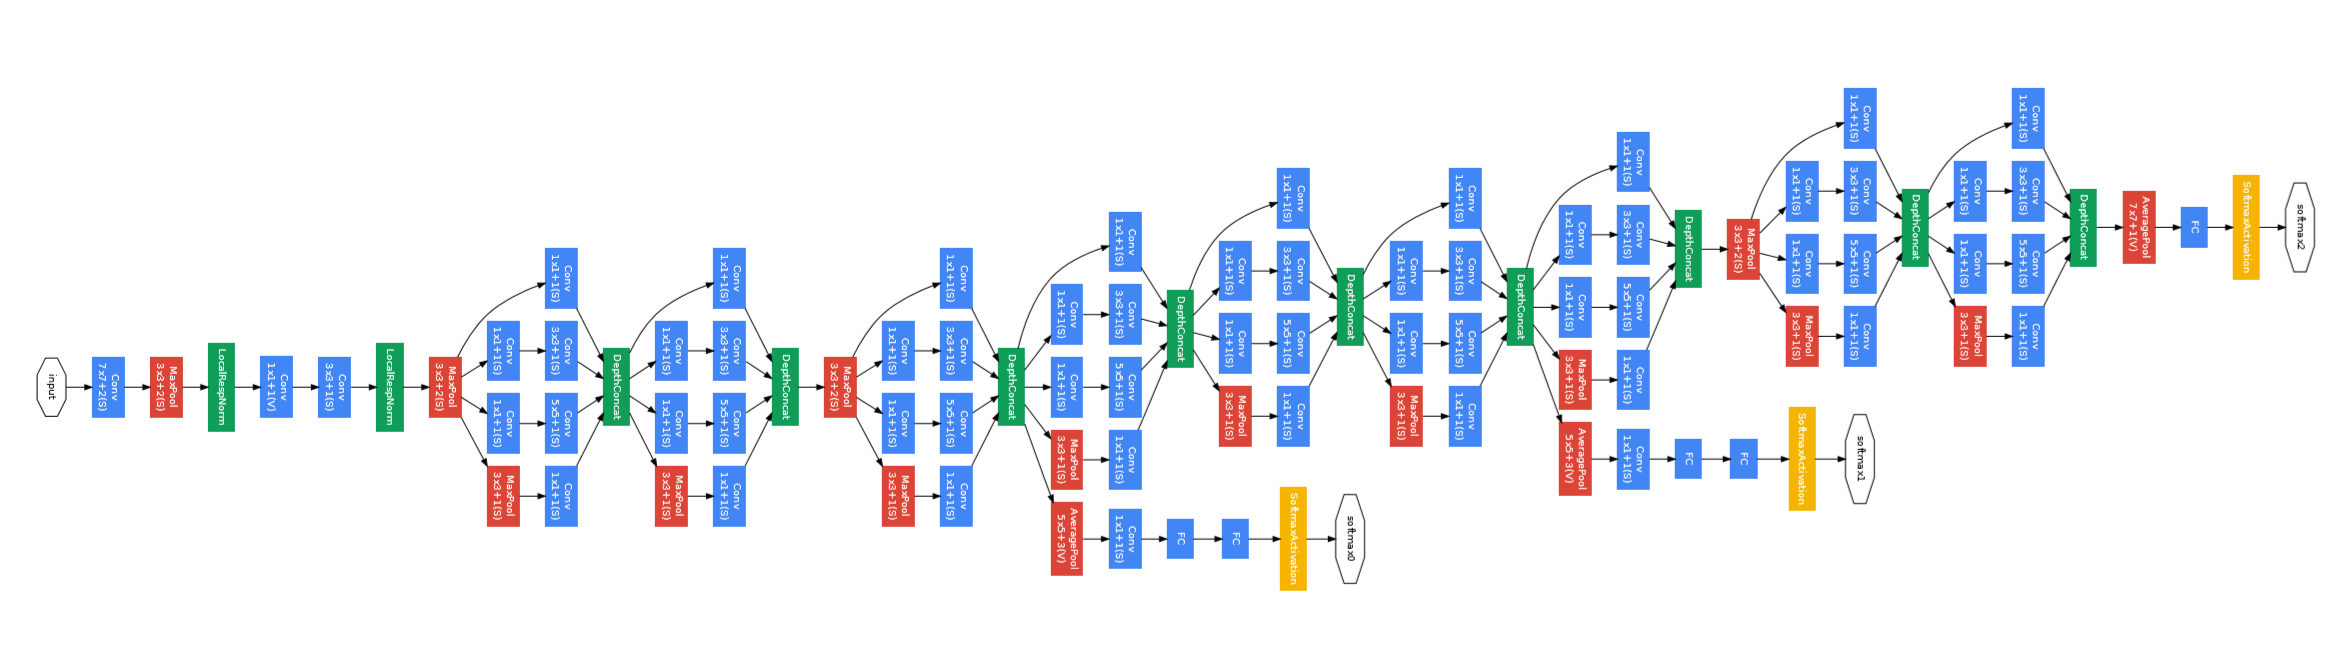 input
Conv
7x7+2(S)
MaxPool
3x3+2(S)
LocalRespNorm
Conv
1x1+1(V)
Conv
3x3+1(S)
LocalRespNorm
MaxPool
3x3+2(S)
Conv
1x1+1(S)
Conv
1x1+1(S)
MaxPool
3x3+1(S)
Conv
1x1+1(S)
Conv
3x3+1(S)
Conv
5x5+1(S)
Conv
1x1+1(S)
DepthConcat
Conv
1x1+1(S)
Conv
1x1+1(S)
MaxPool
3x3+1(S)
Conv
1x1+1(S)
Conv
3x3+1(S)
Conv
5x5+1(S)
Conv
1x1+1(S)
DepthConcat
MaxPool
3x3+2(S)
Conv
1x1+1(S)
Conv
1x1+1(S)
MaxPool
3x3+1(S)
Conv
1x1+1(S)
Conv
3x3+1(S)
Conv
5x5+1(S)
Conv
1x1+1(S)
DepthConcat
Conv
1x1+1(S)
Conv
1x1+1(S)
MaxPool
3x3+1(S)
AveragePool
5x5+3(V)
Conv
1x1+1(S)
Conv
3x3+1(S)
Conv
5x5+1(S)
Conv
1x1+1(S)
Conv
1x1+1(S)
DepthConcat
FC
FC
SoftmaxActivation
softmax0
Conv
1x1+1(S)
Conv
1x1+1(S)
MaxPool
3x3+1(S)
Conv
1x1+1(S)
Conv
3x3+1(S)
Conv
5x5+1(S)
Conv
1x1+1(S)
DepthConcat
Conv
1x1+1(S)
Conv
1x1+1(S)
MaxPool
3x3+1(S)
Conv
1x1+1(S)
Conv
3x3+1(S)
Conv
5x5+1(S)
Conv
1x1+1(S)
DepthConcat
Conv
1x1+1(S)
Conv
1x1+1(S)
MaxPool
3x3+1(S)
AveragePool
5x5+3(V)
Conv
1x1+1(S)
Conv
3x3+1(S)
Conv
5x5+1(S)
Conv
1x1+1(S)
Conv
1x1+1(S)
DepthConcat
FC
FC
SoftmaxActivation
softmax1
MaxPool
3x3+2(S)
Conv
1x1+1(S)
Conv
1x1+1(S)
MaxPool
3x3+1(S)
Conv
1x1+1(S)
Conv
3x3+1(S)
Conv
5x5+1(S)
Conv
1x1+1(S)
DepthConcat
Conv
1x1+1(S)
Conv
1x1+1(S)
MaxPool
3x3+1(S)
Conv
1x1+1(S)
Conv
3x3+1(S)
Conv
5x5+1(S)
Conv
1x1+1(S)
DepthConcat
AveragePool
7x7+1(V)
FC
SoftmaxActivation
softmax2